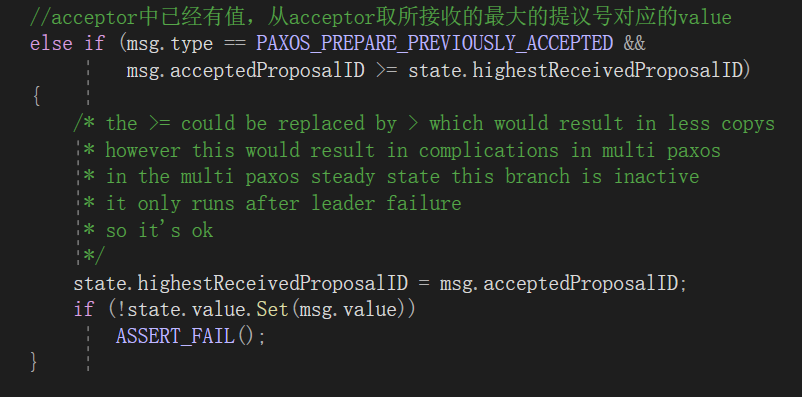 //acceptor中已经有值，从acceptor取所接收的最大的提议号对应的value
else if (msg.type == PAXOS_PREPARE_PREVIOUSLY_ACCEPTED &&
msg.acceptedProposalID >= state.highestReceivedProposalID)
{
/* the >= could be replaced by > which would result in less copys
* however this would result in complications in multi paxos
* in the multi paxos steady state this branch is inactive
* it only runs after leader failure
* so it's ok
*/
state.highestReceivedProposalID = msg.acceptedProposalID;
if (!state.value.Set(msg.value))
ASSERT_FAIL();
}